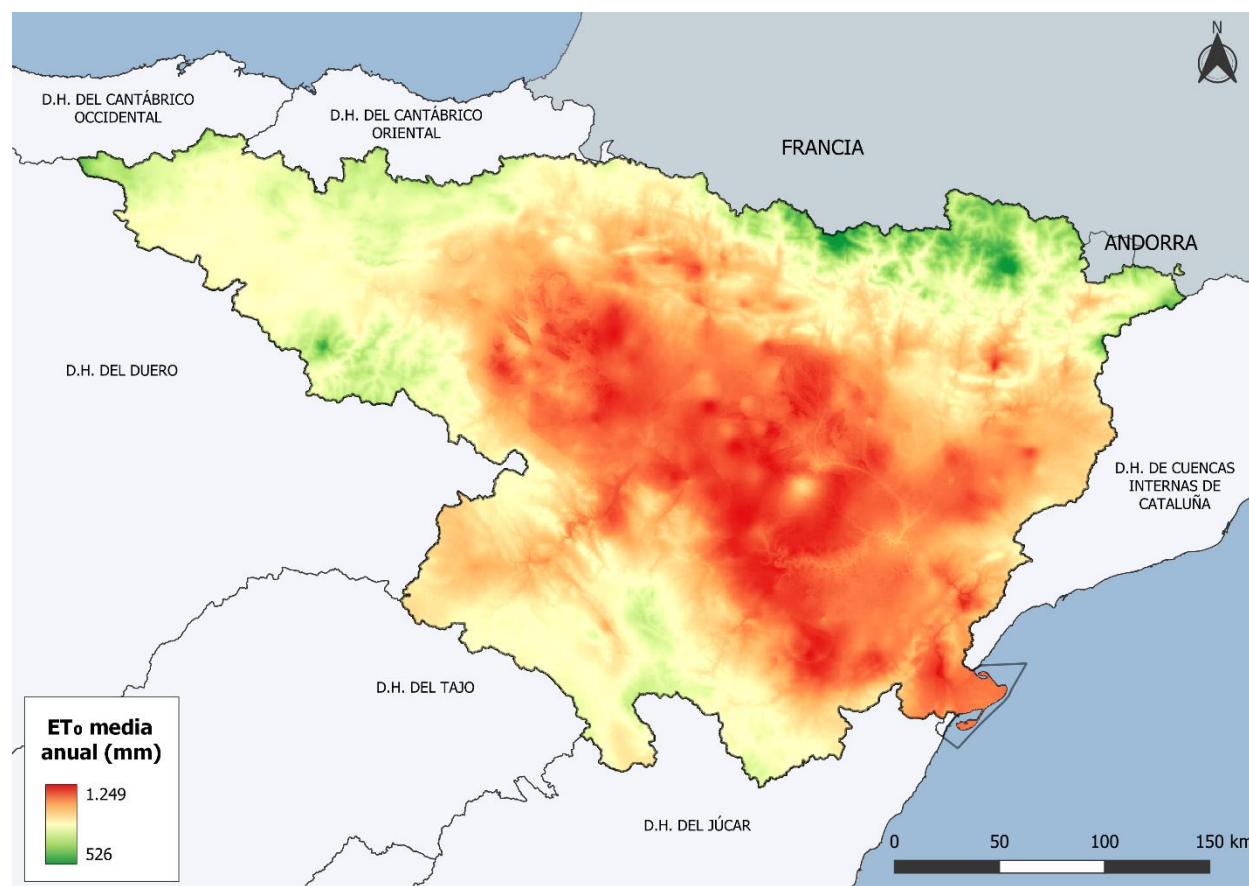 N
D.H. DEL CANTÁBRICO
OCCIDENTAL
D.H. DEL CANTÁBRICO
ORIENTAL
FRANCIA
ANDORRA
D.H. DEL DUERO
D.H. DE CUENCAS
INTERNAS DE
CATALUÑA
D.H. DEL TAJO
D.H. DEL JÚCAR
ET₀ media
anual (mm)
1.249
526
0 50 100 150 km